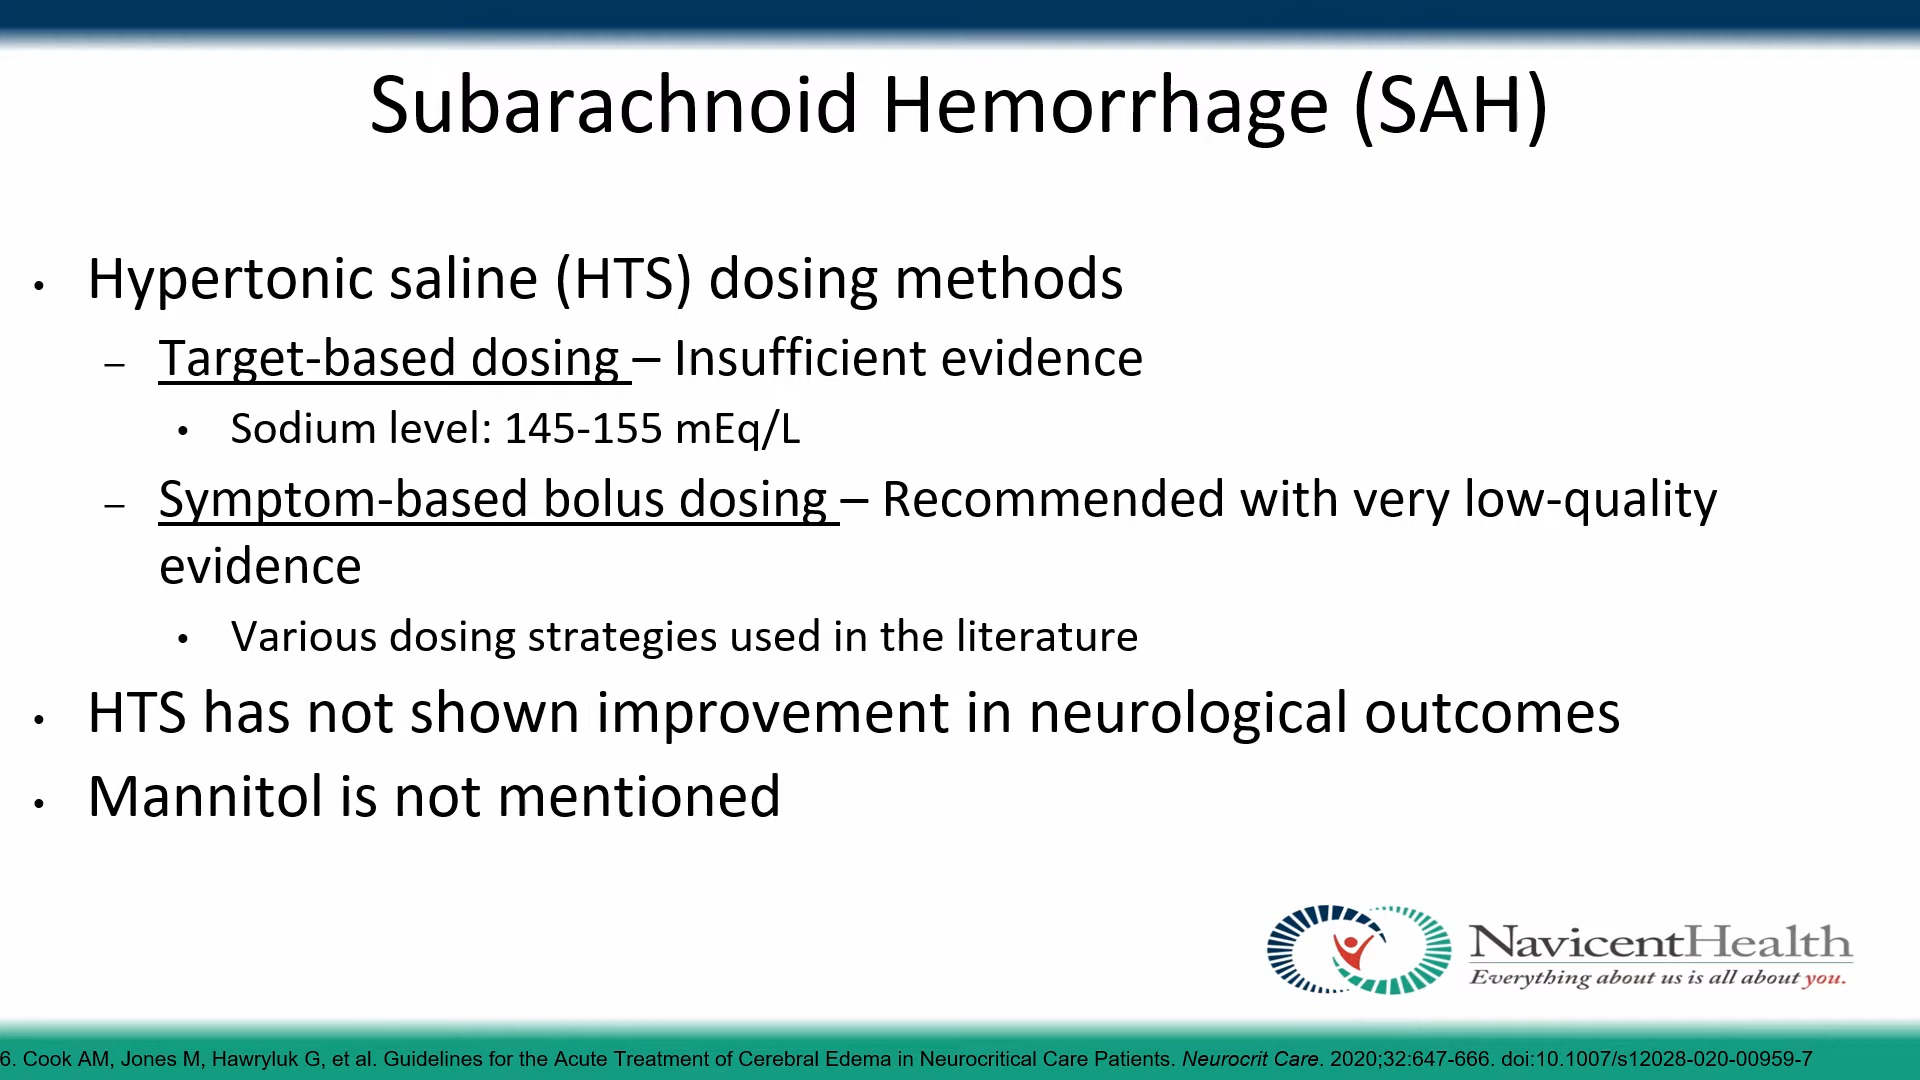 Subarachnoid Hemorrhage (SAH)
• Hypertonic saline (HTS) dosing methods
– Target-based dosing – Insufficient evidence
• Sodium level: 145-155 mEq/L
– Symptom-based bolus dosing – Recommended with very low-quality
evidence
• Various dosing strategies used in the literature
• HTS has not shown improvement in neurological outcomes
• Mannitol is not mentioned
NavicentHealth
Everything about us is all about you.
6. Cook AM, Jones M, Hawryluk G, et al. Guidelines for the Acute Treatment of Cerebral Edema in Neurocritical Care Patients. Neurocrit Care. 2020;32:647-666. doi:10.1007/s12028-020-00959-7